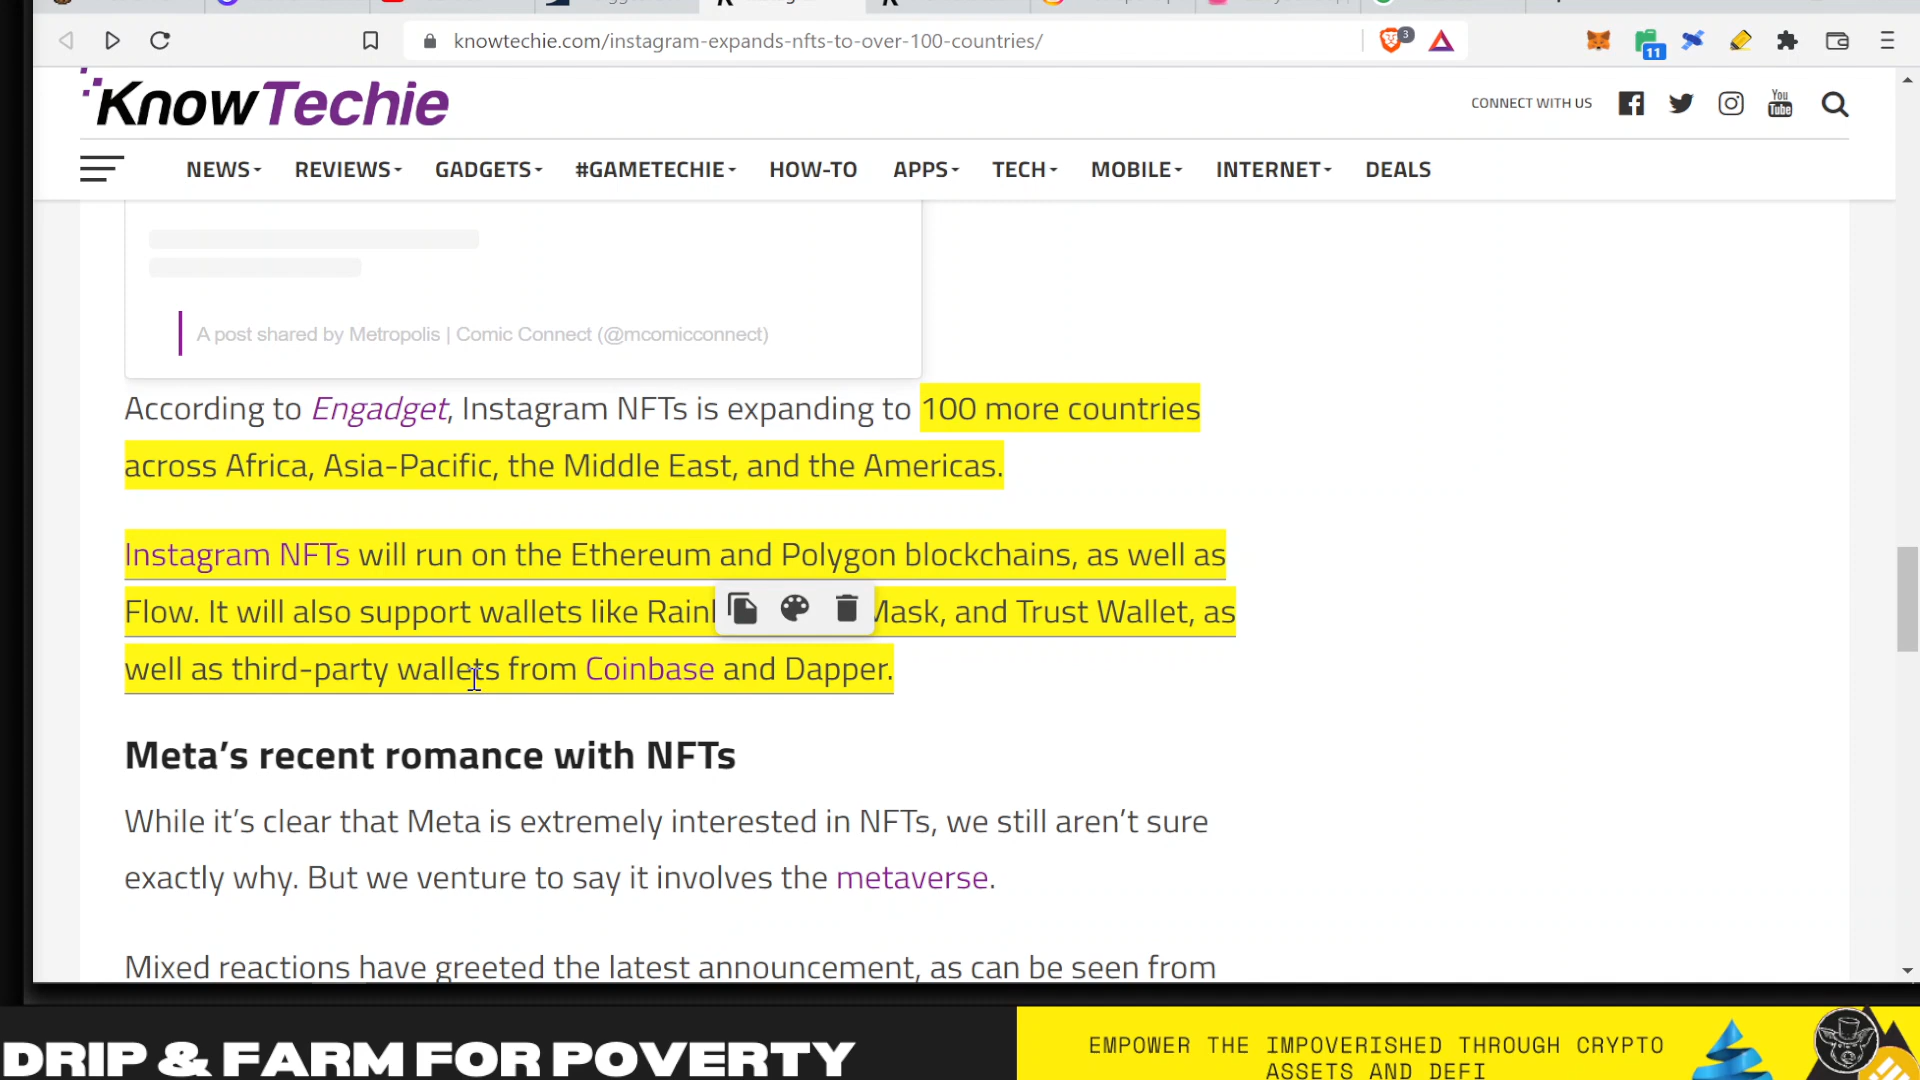 3
11
knowtechie.com/instagram-expands-nfts-to-over-100-countries/
KnowTechie
CONNECT WITH US
You
Tube
NEWS REVIEWS GADGETS #GAMETECHIE HOW-TO APPS TECH MOBILE INTERNET DEALS
A post shared by Metropolis | Comic Connect (@mcomicconnect)
According to Engadget, Instagram NFTs is expanding to 100 more countries
across Africa, Asia-Pacific, the Middle East, and the Americas.
Instagram NFTs will run on the Ethereum and Polygon blockchains, as well as
Flow. It will also support wallets like Mask, and Trust Wallet, as
well as third-party wallets from Coinbase and Dapper.
Meta’s recent romance with NFTs
While it’s clear that Meta is extremely interested in NFTs, we still aren’t sure
exactly why. But we venture to say it involves the metaverse.
Mixed reactions have greeted the latest announcement, as can be seen from
DRIP & FARM FOR POVERTY
EMPOWER THE IMPOVERISHED THROUGH CRYPTO
ASSETS AND DEFI